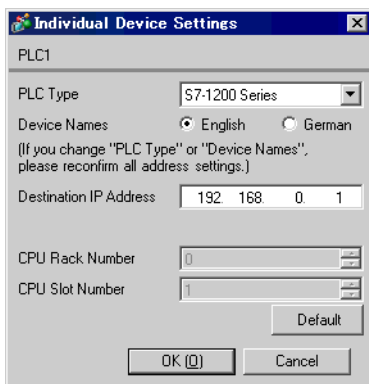 Individual Device Settings
PLC1
PLC Type S7-1200 Series
Device Names English German
(If you change "PLC Type" or "Device Names",
please reconfirm all address settings.)
Destination IP Address 192. 168. 0. 1
CPU Rack Number 0
CPU Slot Number 1
Default
OK (O) Cancel